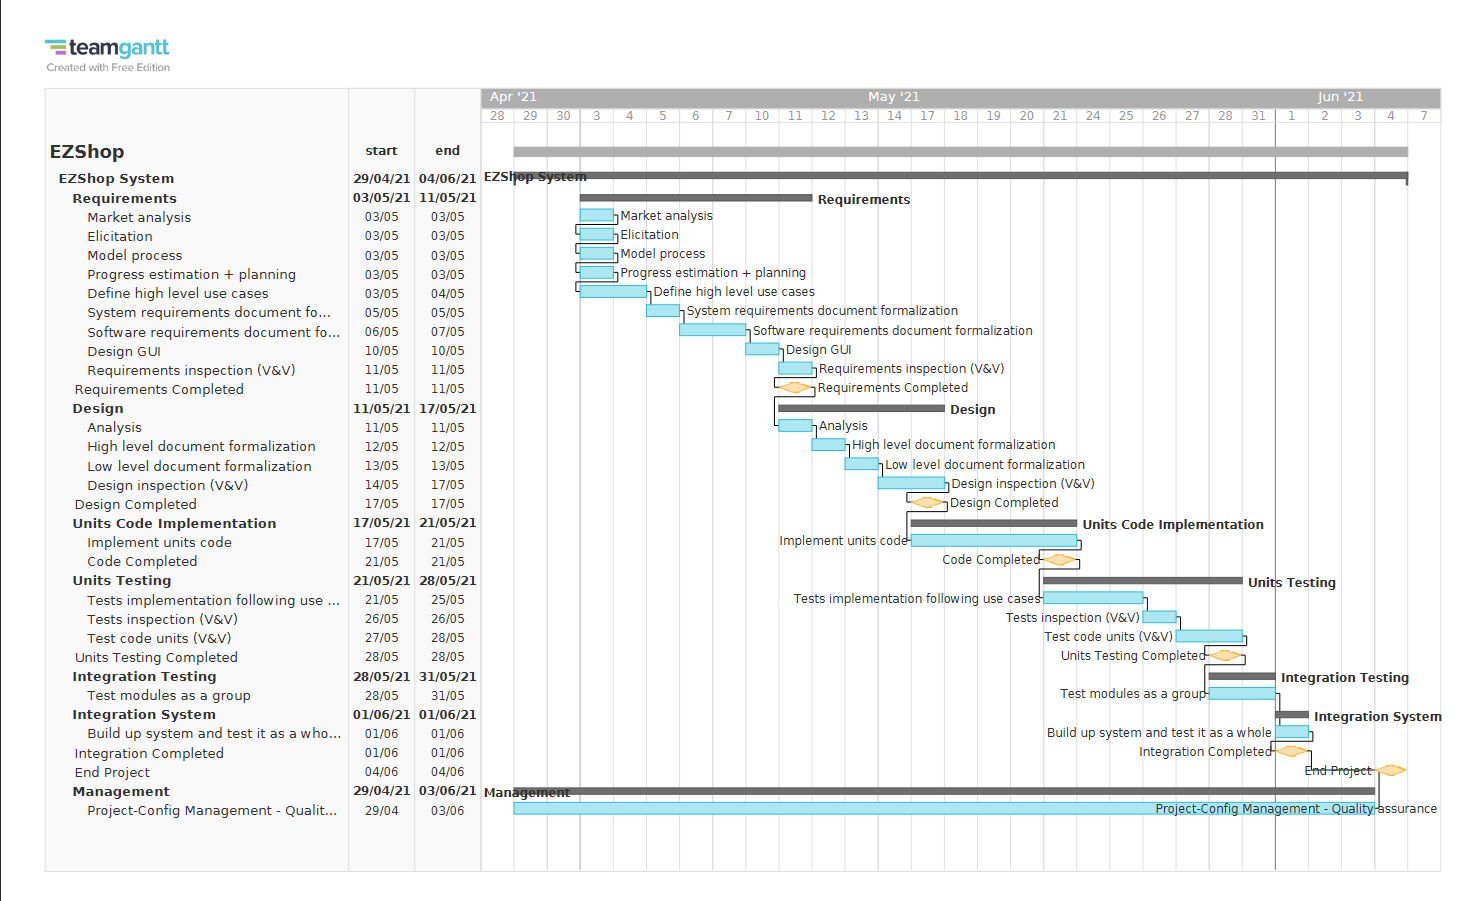 teamgantt
Created with Free Edition
Apr '21 May '21 Jun '21
28 29 30 3 4 5 6 7 10 11 12 13 14 17 18 19 20 21 24 25 26 27 28 31 1 2 3 4 7
EZShop start end
EZShop System 29/04/21 04/06/21 EZShop System
Requirements 03/05/21 11/05/21 Requirements
Market analysis 03/05 03/05 Market analysis
Elicitation 03/05 03/05 Elicitation
Model process 03/05 03/05 Model process
Progress estimation + planning 03/05 03/05 Progress estimation + planning
Define high level use cases 03/05 04/05 Define high level use cases
System requirements document fo... 05/05 05/05 System requirements document formalization
Software requirements document fo... 06/05 07/05 Software requirements document formalization
Design GUI 10/05 10/05 Design GUI
Requirements inspection (V&V) 11/05 11/05 Requirements inspection (V&V)
Requirements Completed 11/05 11/05 Requirements Completed
Design 11/05/21 17/05/21 Design
Analysis 11/05 11/05 Analysis
High level document formalization 12/05 12/05 High level document formalization
Low level document formalization 13/05 13/05 Low level document formalization
Design inspection (V&V) 14/05 17/05 Design inspection (V&V)
Design Completed 17/05 17/05 Design Completed
Units Code Implementation 17/05/21 21/05/21 Units Code Implementation
Implement units code 17/05 21/05 Implement units code
Code Completed 21/05 21/05 Code Completed
Units Testing 21/05/21 28/05/21 Units Testing
Tests implementation following use ... 21/05 25/05 Tests implementation following use cases
Tests inspection (V&V) 26/05 26/05 Tests inspection (V&V)
Test code units (V&V) 27/05 28/05 Test code units (V&V)
Units Testing Completed 28/05 28/05 Units Testing Completed
Integration Testing 28/05/21 31/05/21 Integration Testing
Test modules as a group 28/05 31/05 Test modules as a group
Integration System 01/06/21 01/06/21 Integration System
Build up system and test it as a who... 01/06 01/06 Build up system and test it as a whole
Integration Completed 01/06 01/06 Integration Completed
End Project 04/06 04/06 End Project
Management 29/04/21 03/06/21 Management
Project-Config Management - Qualit... 29/04 03/06 Project-Config Management - Quality assurance